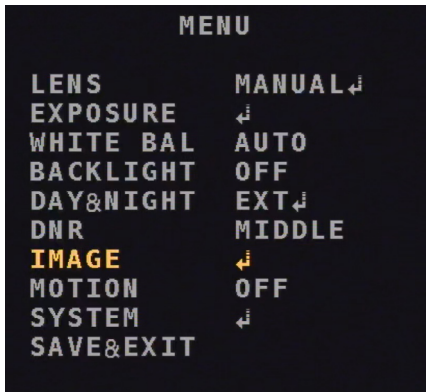 MENU
LENS MANUAL↵
EXPOSURE ↵
WHITE BAL AUTO
BACKLIGHT OFF
DAY&NIGHT EXT↵
DNR MIDDLE
IMAGE ↵
MOTION OFF
SYSTEM ↵
SAVE&EXIT